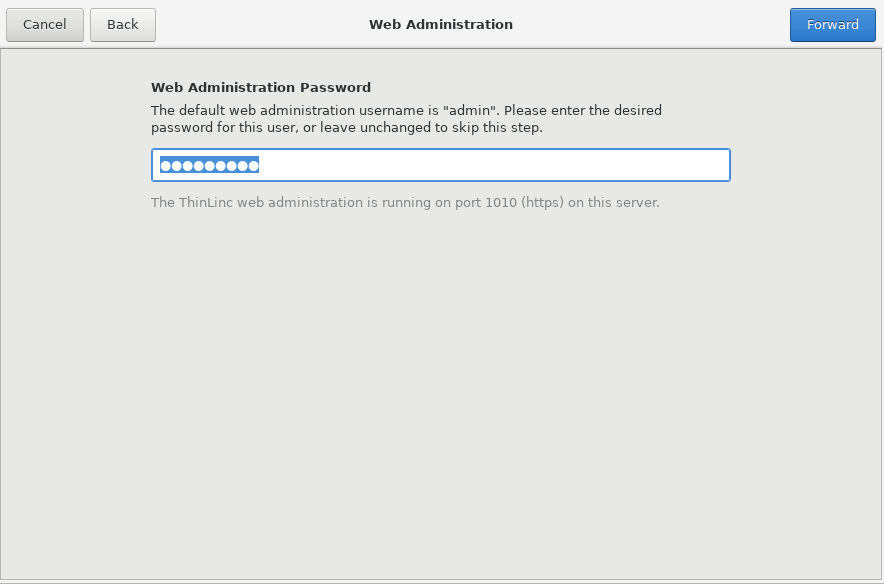 Cancel
Back
Web Administration
Forward
Web Administration Password
The default web administration username is "admin". Please enter the desired
password for this user, or leave unchanged to skip this step.
●●●●●●●●●
The ThinLinc web administration is running on port 1010 (https) on this server.